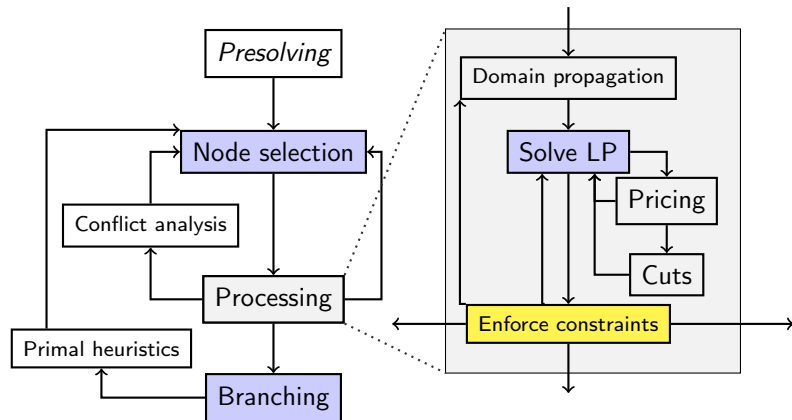 Presolving
Node selection
Conflict analysis
Processing
Primal heuristics
Branching
Domain propagation
Solve LP
Pricing
Cuts
Enforce constraints